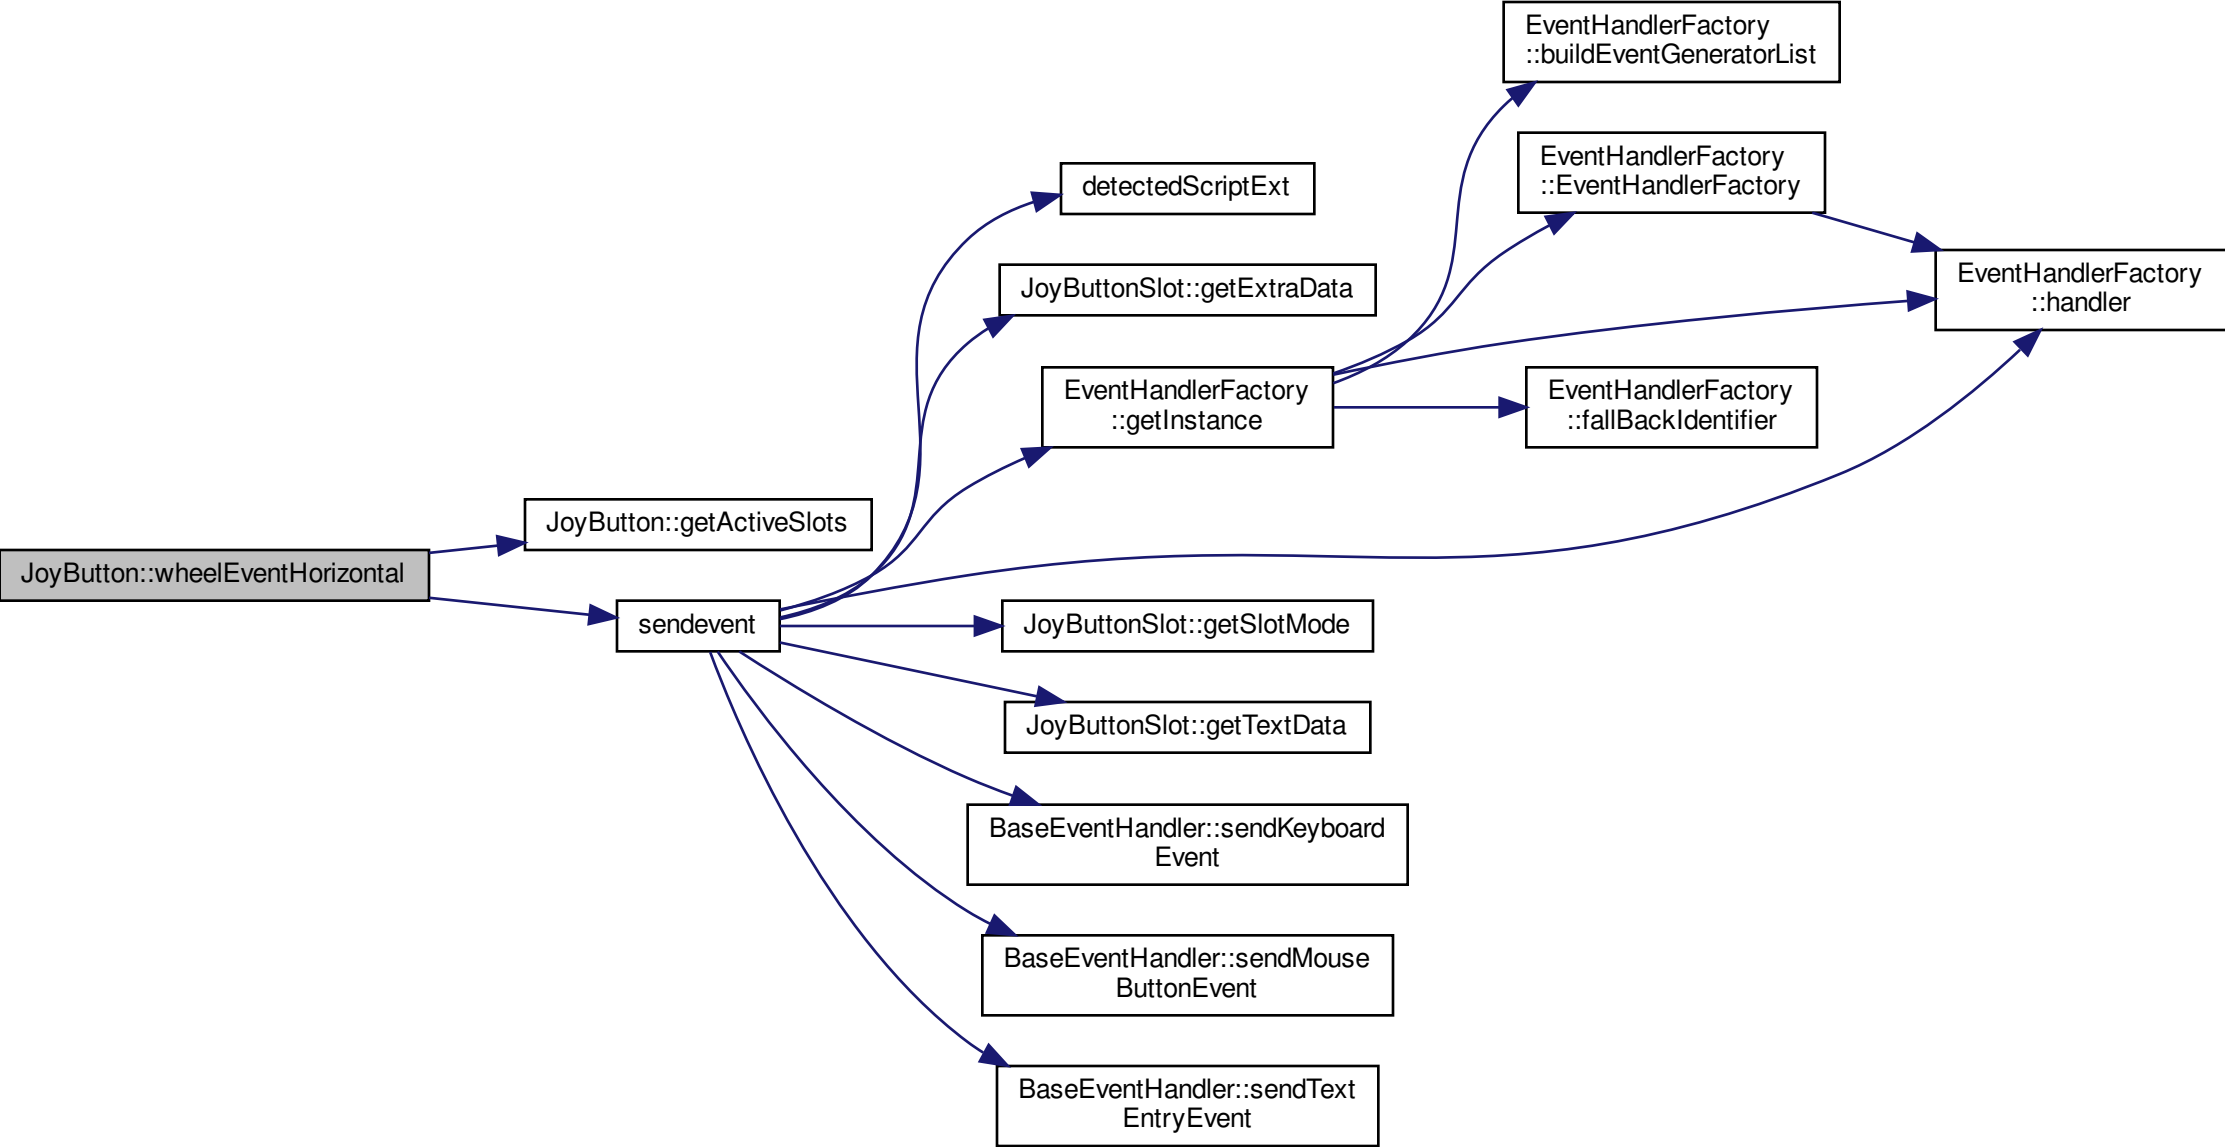 EventHandlerFactory
::buildEventGeneratorList
EventHandlerFactory
::EventHandlerFactory
detectedScriptExt
EventHandlerFactory
::handler
JoyButtonSlot::getExtraData
EventHandlerFactory
::getInstance
EventHandlerFactory
::fallBackIdentifier
JoyButton::getActiveSlots
JoyButton::wheelEventHorizontal
sendevent
JoyButtonSlot::getSlotMode
JoyButtonSlot::getTextData
BaseEventHandler::sendKeyboard
Event
BaseEventHandler::sendMouse
ButtonEvent
BaseEventHandler::sendText
EntryEvent